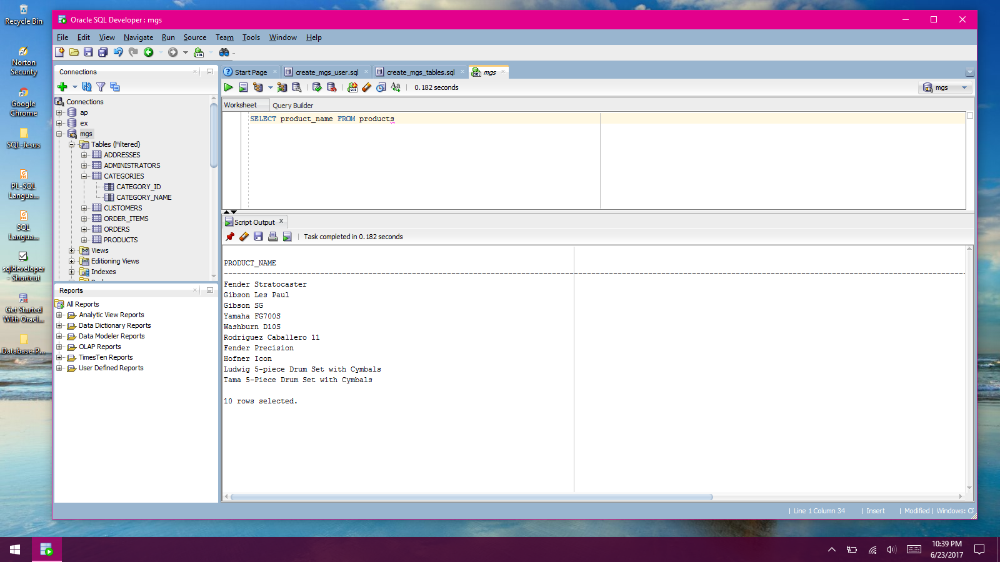 Recycle Bin
Norton
Security
Google
Chrome
SQL-Jesus
PL-SQL
Langua...
SQL
Langua...
sqldeveloper
- Shortcut
Get Started
With Oracl...
Database-P...
Oracle SQL Developer : mgs
File Edit View Navigate Run Source Team Tools Window Help
Connections
Connections
ap
ex
mgs
Tables (Filtered)
ADDRESSES
ADMINISTRATORS
CATEGORIES
CATEGORY_ID
CATEGORY_NAME
CUSTOMERS
ORDER_ITEMS
ORDERS
PRODUCTS
Views
Editioning Views
Indexes
Reports
All Reports
Analytic View Reports
Data Dictionary Reports
Data Modeler Reports
OLAP Reports
TimesTen Reports
User Defined Reports
Start Page create_mgs_user.sql create_mgs_tables.sql mgs
0.182 seconds
mgs
Worksheet Query Builder
SELECT product_name FROM products
Script Output
Task completed in 0.182 seconds
PRODUCT_NAME
Fender Stratocaster
Gibson Les Paul
Gibson SG
Yamaha FG700S
Washburn D10S
Rodriguez Caballero 11
Fender Precision
Hofner Icon
Ludwig 5-piece Drum Set with Cymbals
Tama 5-Piece Drum Set with Cymbals
10 rows selected.
| Line 1 Column 34 | Insert | Modified | Windows: CF
10:39 PM
6/23/2017